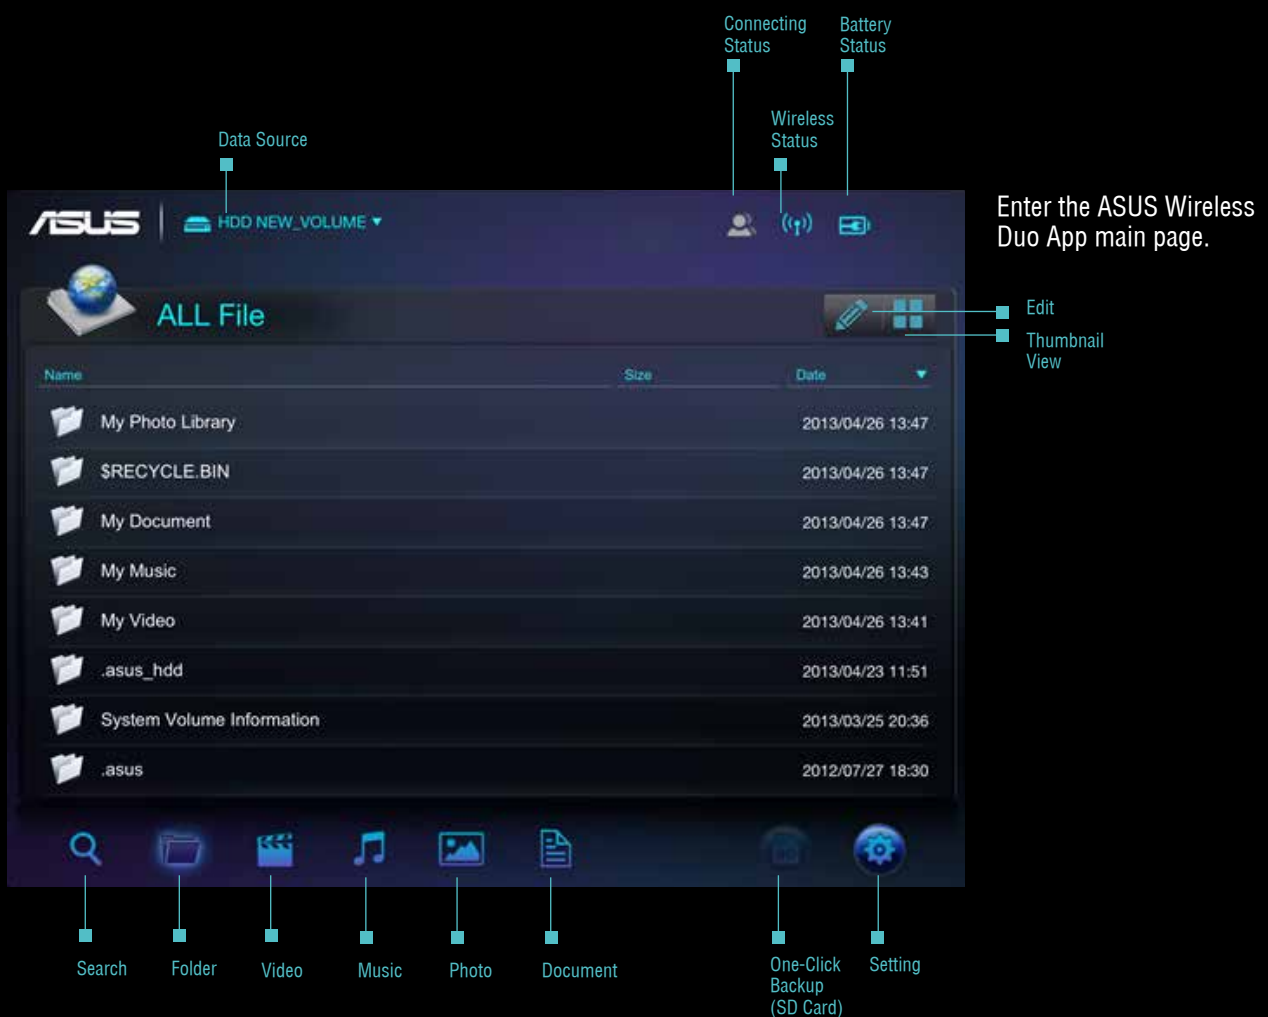 Connecting
Status
Battery
Status
Wireless
Status
Data Source
ASUS
HDD NEW_VOLUME
Enter the ASUS Wireless
Duo App main page.
ALL File
Edit
Thumbnail
View
Name Size Date
My Photo Library 2013/04/26 13:47
$RECYCLE.BIN 2013/04/26 13:47
My Document 2013/04/26 13:47
My Music 2013/04/26 13:43
My Video 2013/04/26 13:41
.asus_hdd 2013/04/23 11:51
System Volume Information 2013/03/25 20:36
.asus 2012/07/27 18:30
Search
Folder
Video
Music
Photo
Document
One-Click
Backup
(SD Card)
Setting